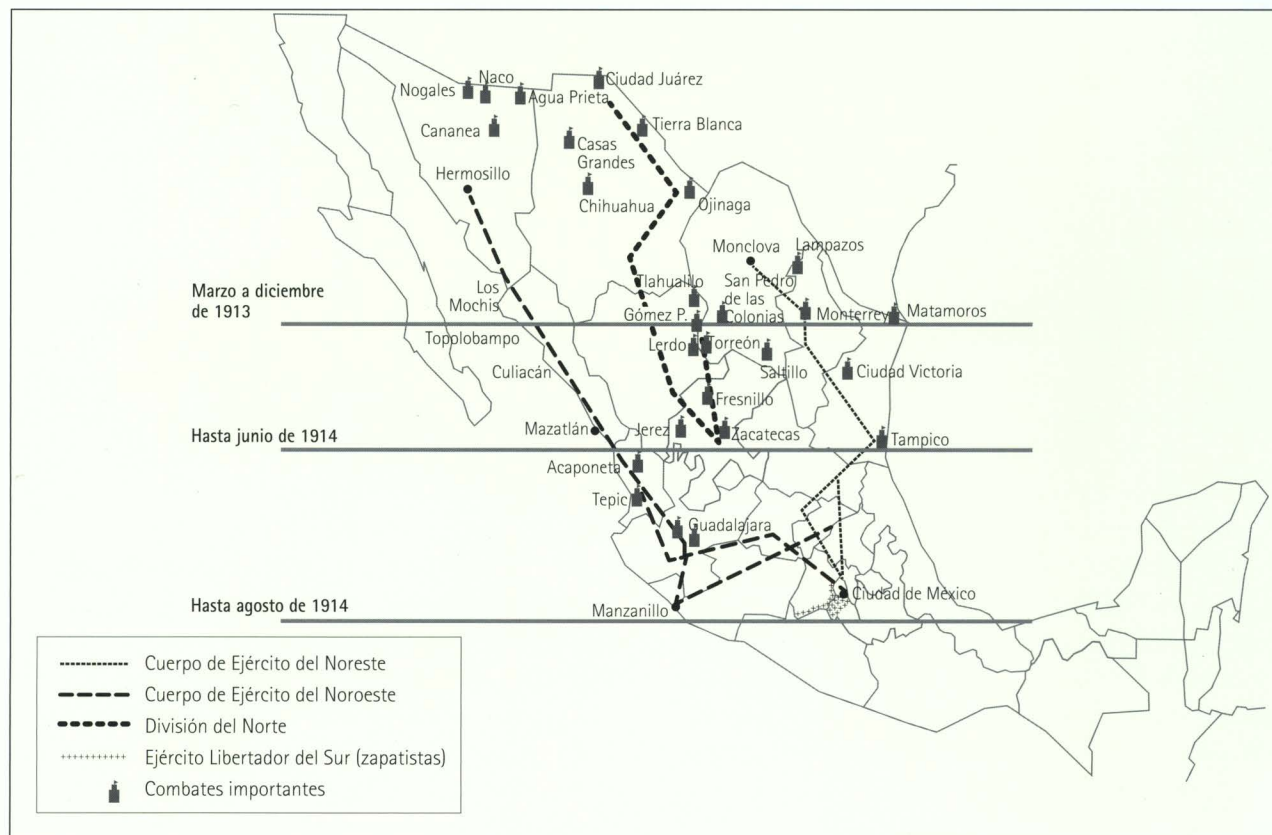 Nogales
Naco
Agua Prieta
Ciudad Juárez
Cananea
Casas
Grandes
Tierra Blanca
Hermosillo
Chihuahua
Ojinaga
Monclova
Lampazos
Marzo a diciembre
de 1913
Los
Mochis
Tlahualilo
San Pedro
de las
Colonias
Gómez P.
Monterrey
Matamoros
Topolobampo
Lerdo
Torreón
Saltillo
Ciudad Victoria
Culiacán
Fresnillo
Hasta junio de 1914
Mazatlán
Jerez
Zacatecas
Tampico
Acaponeta
Tepic
Guadalajara
Hasta agosto de 1914
Manzanillo
Ciudad de México
Cuerpo de Ejército del Noreste
Cuerpo de Ejército del Noroeste
División del Norte
Ejército Libertador del Sur (zapatistas)
Combates importantes